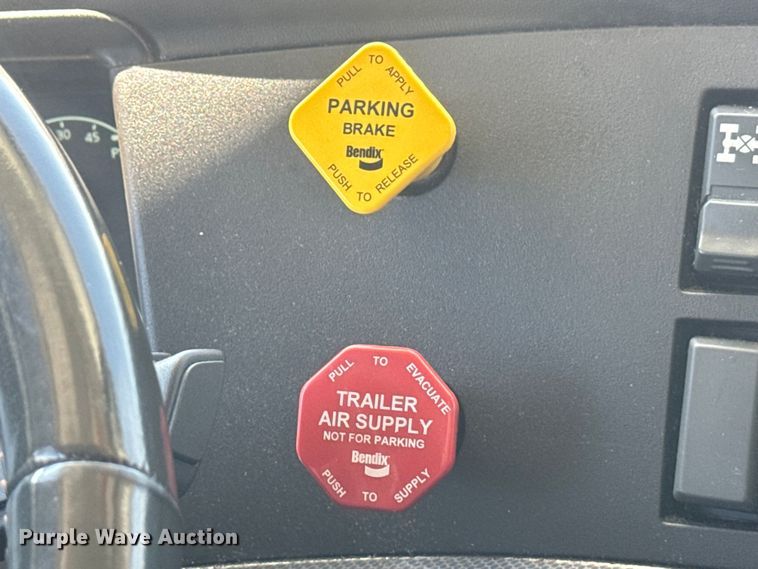 PULL TO APPLY
PARKING
BRAKE
Bendix
PUSH TO RELEASE
30 45
PULL TO EVACUATE
TRAILER
AIR SUPPLY
NOT FOR PARKING
Bendix
PUSH TO SUPPLY
Purple Wave Auction